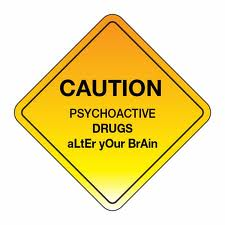 CAUTION
PSYCHOACTIVE
DRUGS
aLtEr yOur BrAin